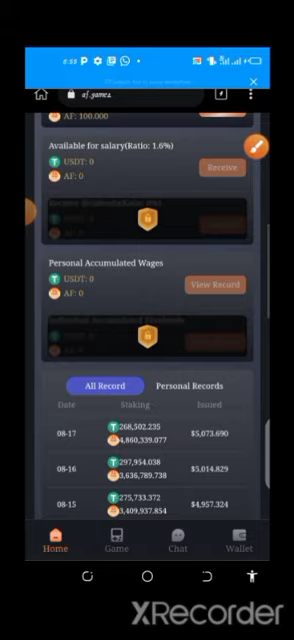 6:55
af.games
AF: 100.000
Available for salary(Ratio: 1.6%)
USDT: 0
AF: 0
Receive
Personal Accumulated Wages
USDT: 0
AF: 0
View Record
All Record Personal Records
Date Staking Issued
08-17 268,502.235 $5,073.690
4,860,339.077
08-16 297,954.038 $5,014.829
3,636,789.738
08-15 275,733.372 $4,957.324
3,409,937.854
Home Game Chat Wallet
XRecorder